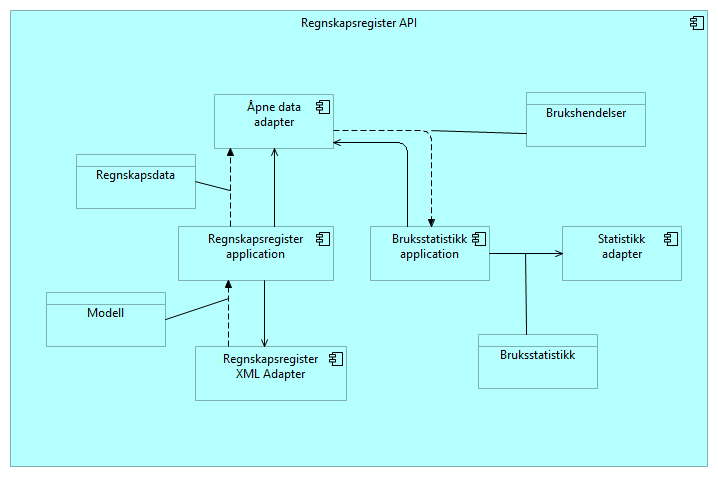 Regnskapsregister API
Åpne data
adapter
Brukshendelser
Regnskapsdata
Regnskapsregister
application
Bruksstatistikk
application
Statistikk
adapter
Modell
Regnskapsregister
XML Adapter
Bruksstatistikk